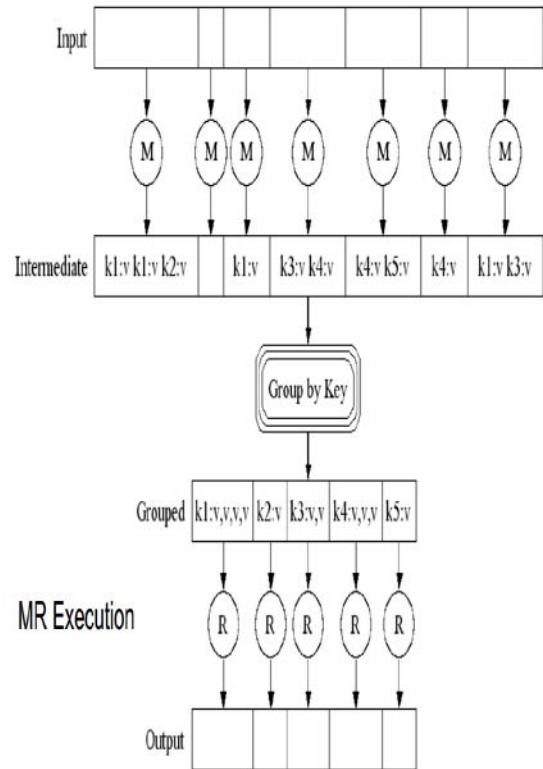 Input
M M M M M M M
Intermediate k1:v k1:v k2:v k1:v k3:v k4:v k4:v k5:v k4:v k1:v k3:v
Group by Key
Grouped k1:v,v,v,v k2:v k3:v,v k4:v,v,v k5:v
MR Execution
R R R R R
Output